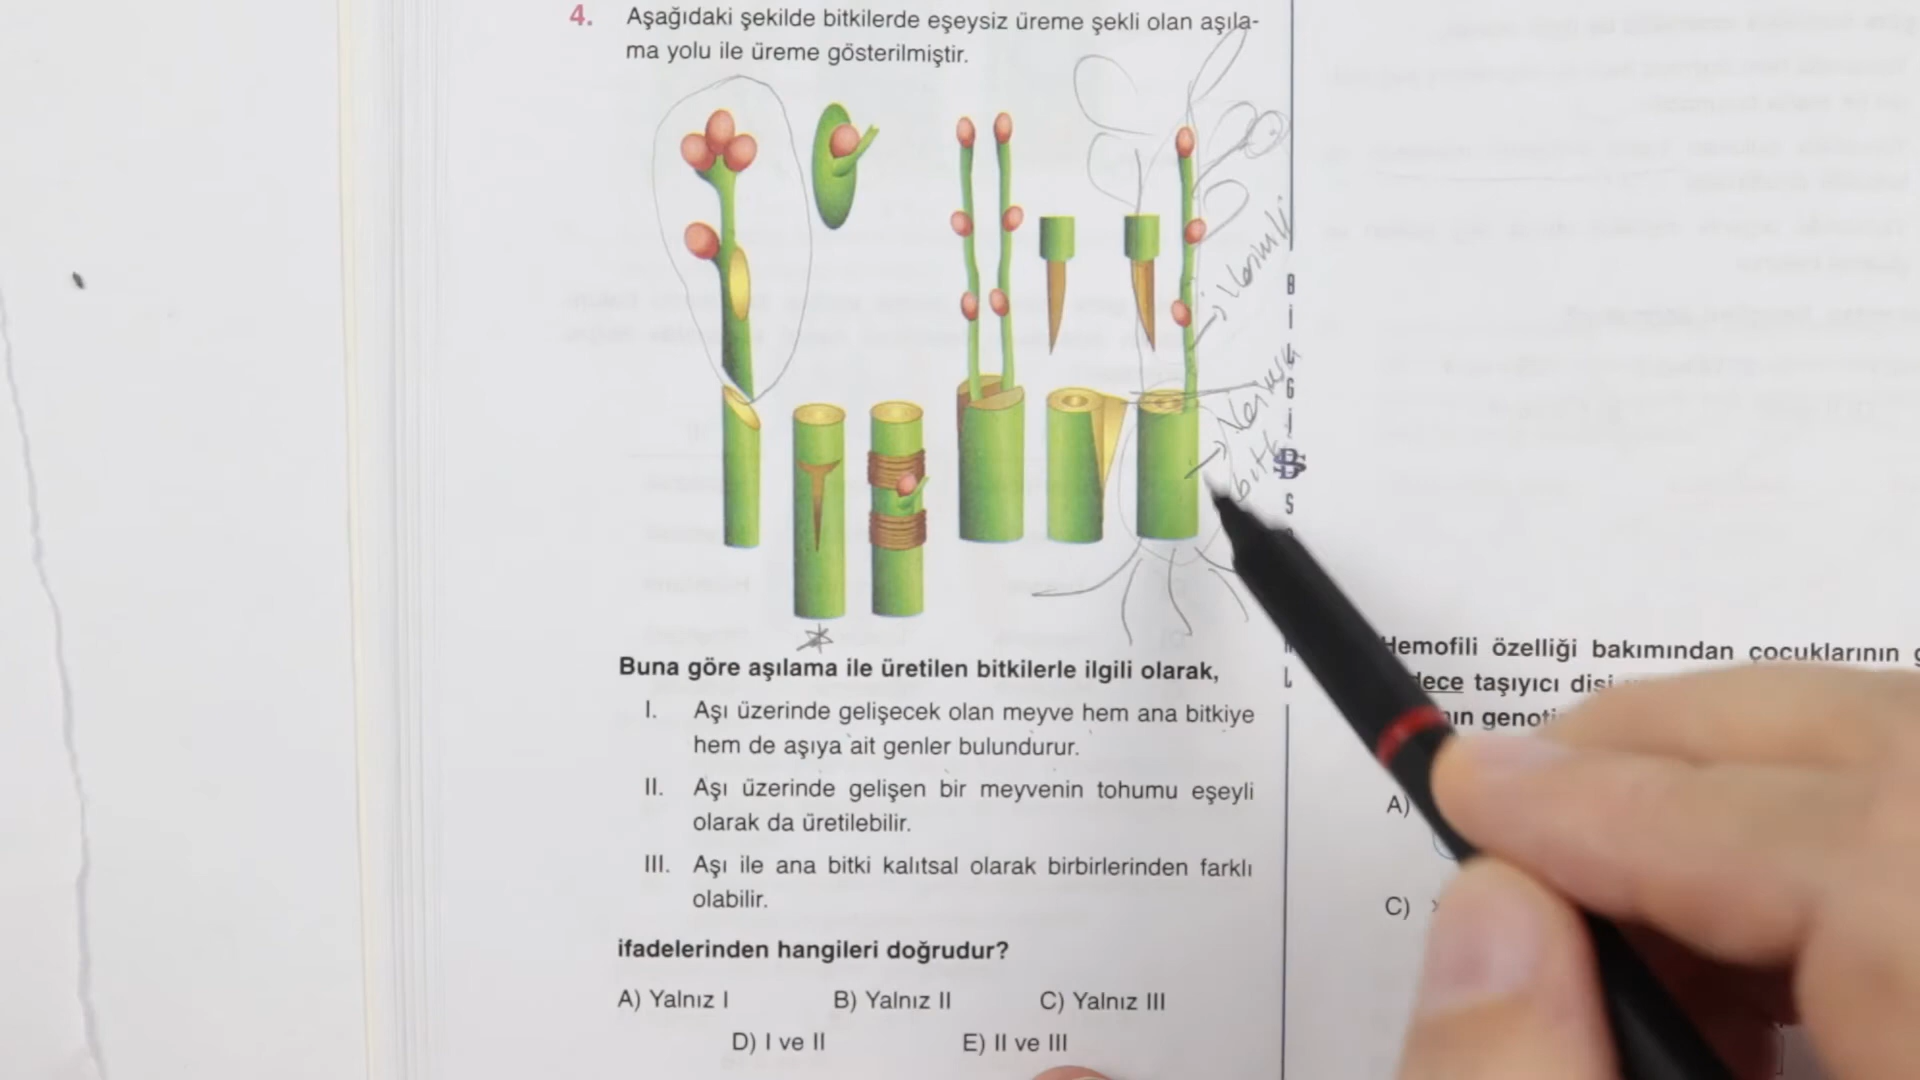 4. Aşağıdaki şekilde bitkilerde eşeysiz üreme şekli olan aşıla-
ma yolu ile üreme gösterilmiştir.
verimli
bitki
BİLGİ
Buna göre aşılama ile üretilen bitkilerle ilgili olarak,
I. Aşı üzerinde gelişecek olan meyve hem ana bitkiye
hem de aşıya ait genler bulundurur.
II. Aşı üzerinde gelişen bir meyvenin tohumu eşeyli
olarak da üretilebilir.
III. Aşı ile ana bitki kalıtsal olarak birbirlerinden farklı
olabilir.
ifadelerinden hangileri doğrudur?
A) Yalnız I B) Yalnız II C) Yalnız III
D) I ve II E) II ve III
Hemofili özelliği bakımından çocuklarının
taşıyıcı dişi
A)
C)